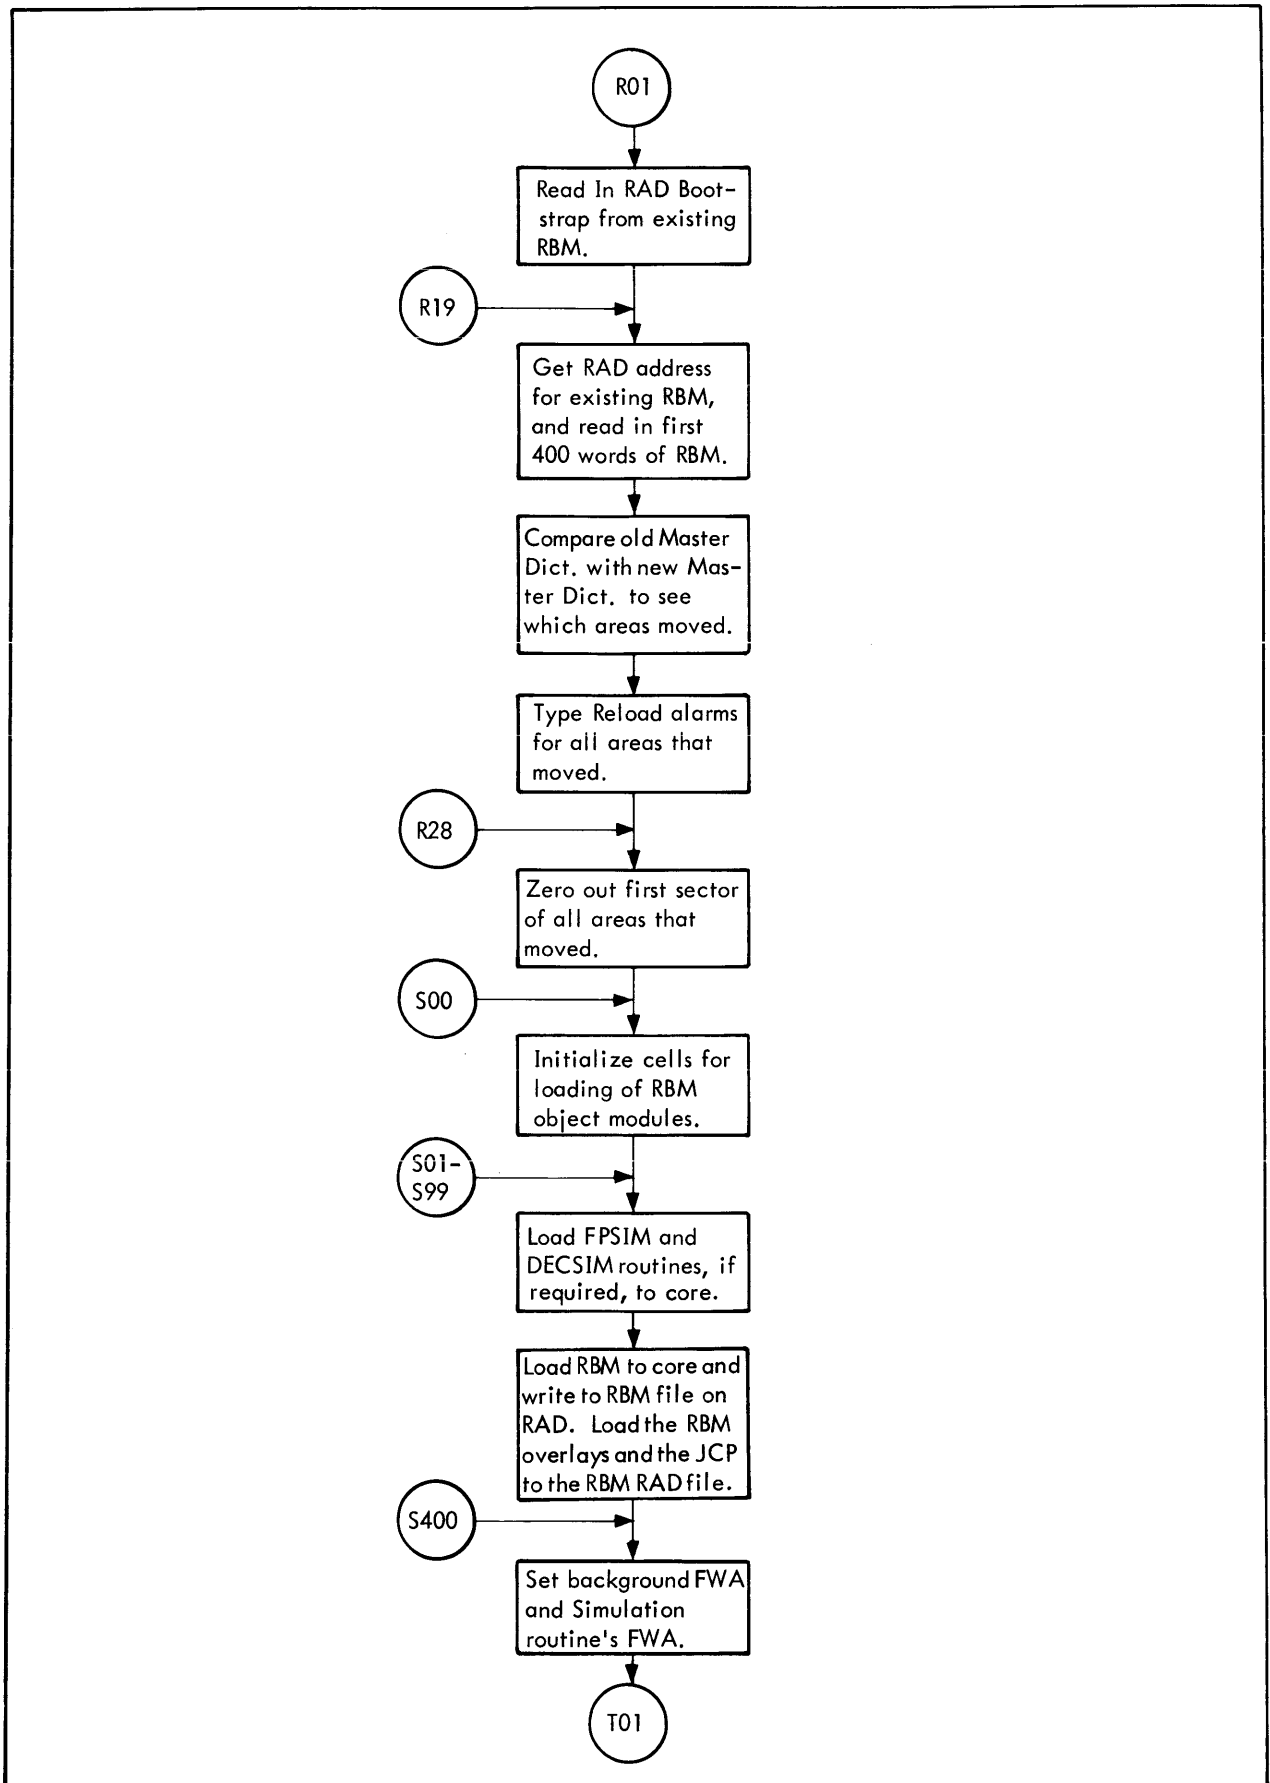 R01
Read In RAD Boot-
strap from existing
RBM.
R19
Get RAD address
for existing RBM,
and read in first
400 words of RBM.
Compare old Master
Dict. with new Mas-
ter Dict. to see
which areas moved.
Type Reload alarms
for all areas that
moved.
R28
Zero out first sector
of all areas that
moved.
S00
Initialize cells for
loading of RBM
object modules.
S01-
S99
Load FPSIM and
DECSIM routines, if
required, to core.
Load RBM to core and
write to RBM file on
RAD. Load the RBM
overlays and the JCP
to the RBM RAD file.
S400
Set background FWA
and Simulation
routine's FWA.
T01